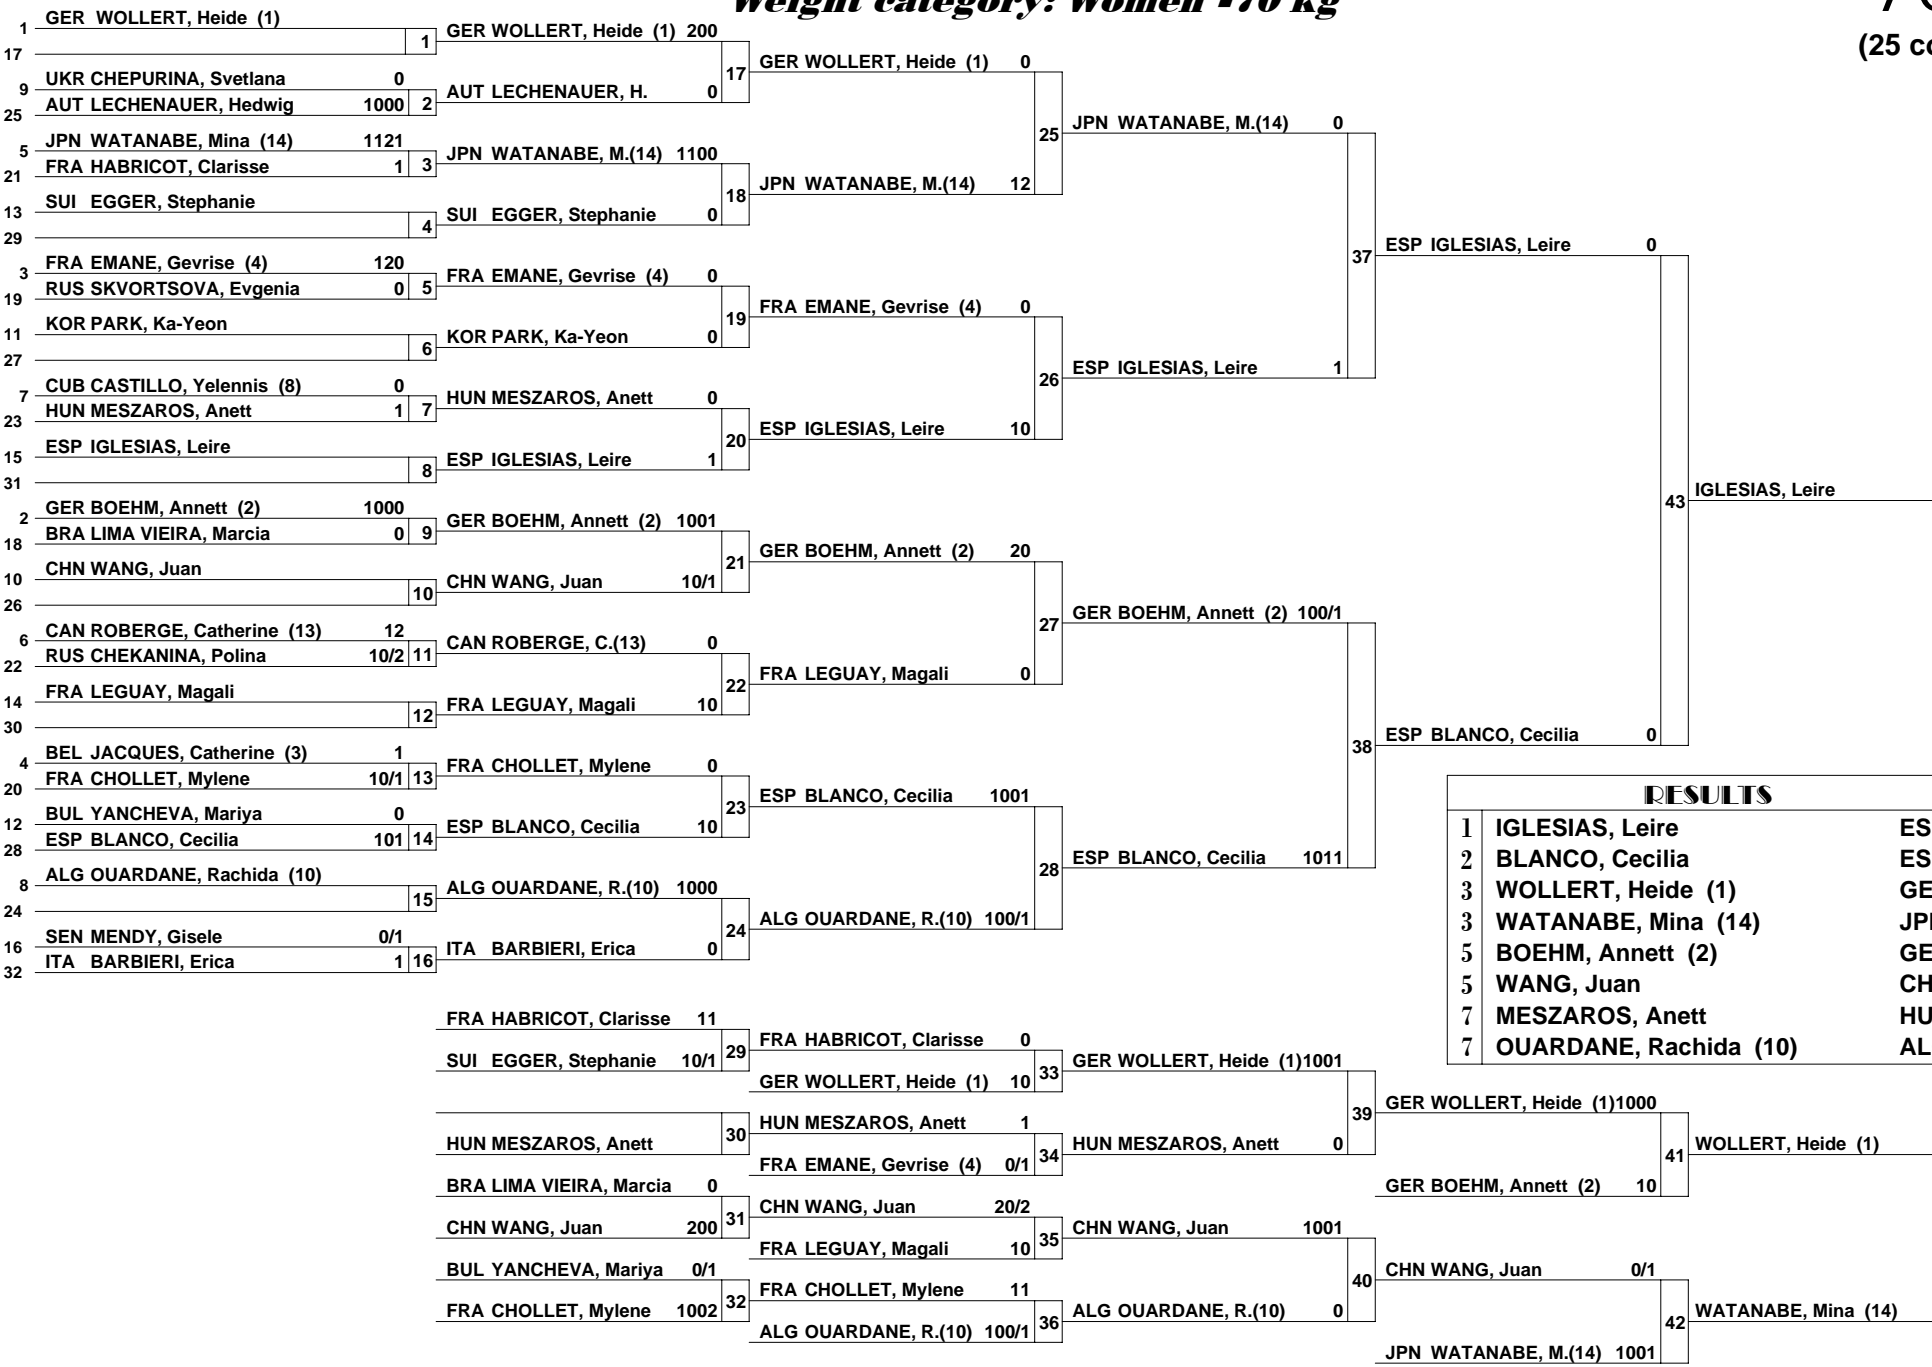 Weight category: Women -70 kg
(25 co
1 GER WOLLERT, Heide (1)
17
1
9 UKR CHEPURINA, Svetlana 0
25 AUT LECHENAUER, Hedwig 1000 2
5 JPN WATANABE, Mina (14) 1121
21 FRA HABRICOT, Clarisse 1 3
13 SUI EGGER, Stephanie
29
4
3 FRA EMANE, Gevrise (4) 120
19 RUS SKVORTSOVA, Evgenia 0 5
11 KOR PARK, Ka-Yeon
27
6
7 CUB CASTILLO, Yelennis (8) 0
23 HUN MESZAROS, Anett 1 7
15 ESP IGLESIAS, Leire
31
8
2 GER BOEHM, Annett (2) 1000
18 BRA LIMA VIEIRA, Marcia 0 9
10 CHN WANG, Juan
26
10
6 CAN ROBERGE, Catherine (13) 12
22 RUS CHEKANINA, Polina 10/2 11
14 FRA LEGUAY, Magali
30
12
4 BEL JACQUES, Catherine (3) 1
20 FRA CHOLLET, Mylene 10/1 13
12 BUL YANCHEVA, Mariya 0
28 ESP BLANCO, Cecilia 101 14
8 ALG OUARDANE, Rachida (10)
24
15
16 SEN MENDY, Gisele 0/1
32 ITA BARBIERI, Erica 1 16
GER WOLLERT, Heide (1) 200
17
AUT LECHENAUER, H. 0
JPN WATANABE, M.(14) 1100
18
SUI EGGER, Stephanie 0
FRA EMANE, Gevrise (4) 0
19
KOR PARK, Ka-Yeon 0
HUN MESZAROS, Anett 0
20
ESP IGLESIAS, Leire 1
GER BOEHM, Annett (2) 1001
21
CHN WANG, Juan 10/1
CAN ROBERGE, C.(13) 0
22
FRA LEGUAY, Magali 10
FRA CHOLLET, Mylene 0
23
ESP BLANCO, Cecilia 10
ALG OUARDANE, R.(10) 1000
24
ITA BARBIERI, Erica 0
GER WOLLERT, Heide (1) 0
25
JPN WATANABE, M.(14) 12
FRA EMANE, Gevrise (4) 0
26
ESP IGLESIAS, Leire 10
GER BOEHM, Annett (2) 20
27
FRA LEGUAY, Magali 0
ESP BLANCO, Cecilia 1001
28
ALG OUARDANE, R.(10) 100/1
JPN WATANABE, M.(14) 0
37
ESP IGLESIAS, Leire 1
GER BOEHM, Annett (2) 100/1
38
ESP BLANCO, Cecilia 1011
ESP IGLESIAS, Leire 0
43
ESP BLANCO, Cecilia 0
IGLESIAS, Leire
RESULTS
1 IGLESIAS, Leire ES
2 BLANCO, Cecilia ES
3 WOLLERT, Heide (1) GE
3 WATANABE, Mina (14) JP
5 BOEHM, Annett (2) GE
5 WANG, Juan CH
7 MESZAROS, Anett HU
7 OUARDANE, Rachida (10) AL
FRA HABRICOT, Clarisse 11
29
SUI EGGER, Stephanie 10/1
30
HUN MESZAROS, Anett
BRA LIMA VIEIRA, Marcia 0
31
CHN WANG, Juan 200
BUL YANCHEVA, Mariya 0/1
32
FRA CHOLLET, Mylene 1002
FRA HABRICOT, Clarisse 0
33
GER WOLLERT, Heide (1) 10
HUN MESZAROS, Anett 1
34
FRA EMANE, Gevrise (4) 0/1
CHN WANG, Juan 20/2
35
FRA LEGUAY, Magali 10
FRA CHOLLET, Mylene 11
36
ALG OUARDANE, R.(10) 100/1
GER WOLLERT, Heide (1)1001
39
HUN MESZAROS, Anett 0
CHN WANG, Juan 1001
40
ALG OUARDANE, R.(10) 0
GER WOLLERT, Heide (1)1000
41
GER BOEHM, Annett (2) 10
CHN WANG, Juan 0/1
42
JPN WATANABE, M.(14) 1001
WOLLERT, Heide (1)
WATANABE, Mina (14)